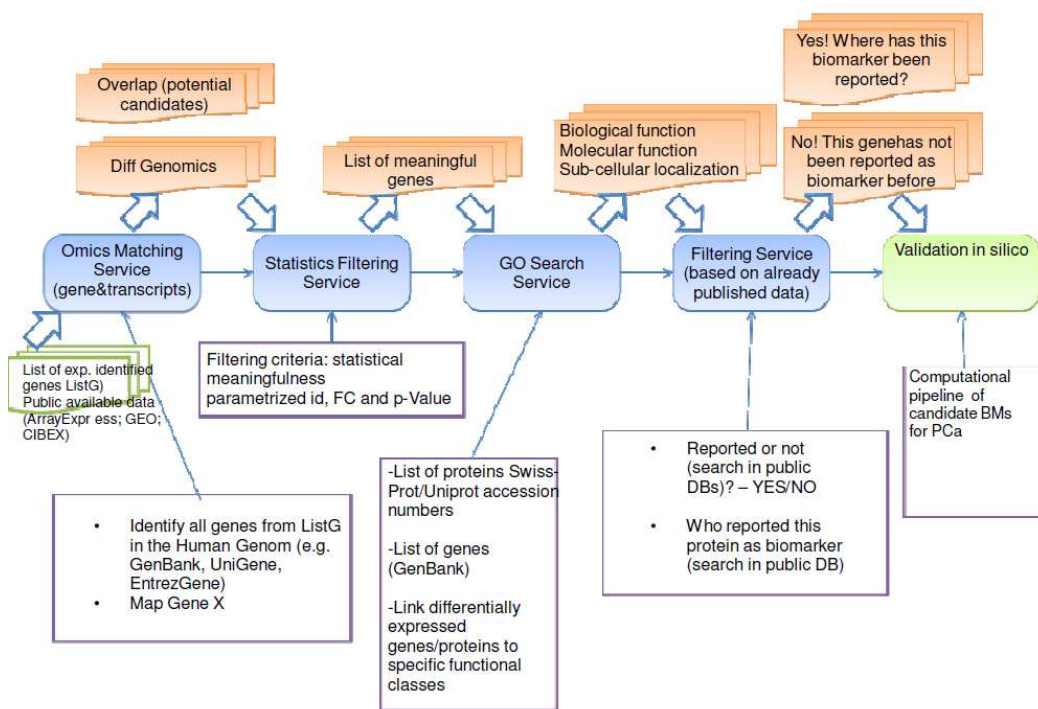 Overlap (potential
candidates)
Diff Genomics
List of meaningful
genes
Biological function
Molecular function
Sub-cellular localization
Yes! Where has this
biomarker been
reported?
No! This genehas not
been reported as
biomarker before
Omics Matching
Service
(gene&transcripts)
Statistics Filtering
Service
GO Search
Service
Filtering Service
(based on already
published data)
Validation in silico
List of exp. identified
genes ListG)
Public available data
(ArrayExpr ess; GEO;
CIBEX)
Filtering criteria: statistical
meaningfulness
parametrized id, FC and p-Value
Computational
pipeline of
candidate BMs
for PCa
• Identify all genes from ListG
in the Human Genom (e.g.
GenBank, UniGene,
EntrezGene)
• Map Gene X
-List of proteins Swiss-
Prot/Uniprot accession
numbers
-List of genes
(GenBank)
-Link differentially
expressed
genes/proteins to
specific functional
classes
• Reported or not
(search in public
DBs)? – YES/NO
• Who reported this
protein as biomarker
(search in public DB)